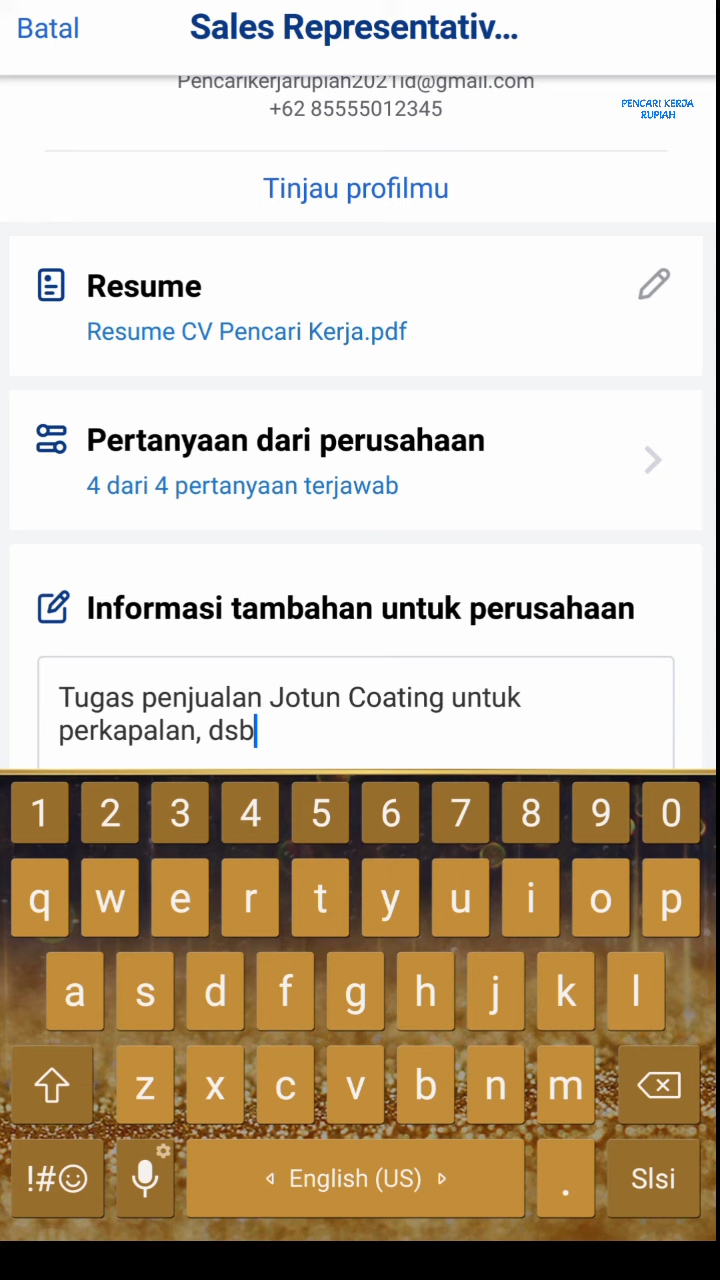 Batal
Sales Representativ...
Pencarikerjarupiah2021id@gmail.com
+62 85555012345
PENCARI KERJA
RUPIAH
Tinjau profilmu
Resume
Resume CV Pencari Kerja.pdf
Pertanyaan dari perusahaan
4 dari 4 pertanyaan terjawab
Informasi tambahan untuk perusahaan
Tugas penjualan Jotun Coating untuk
perkapalan, dsb
1 2 3 4 5 6 7 8 9 0
q w e r t y u i o p
a s d f g h j k l
z x c v b n m
!#☺ English (US) . Slsi